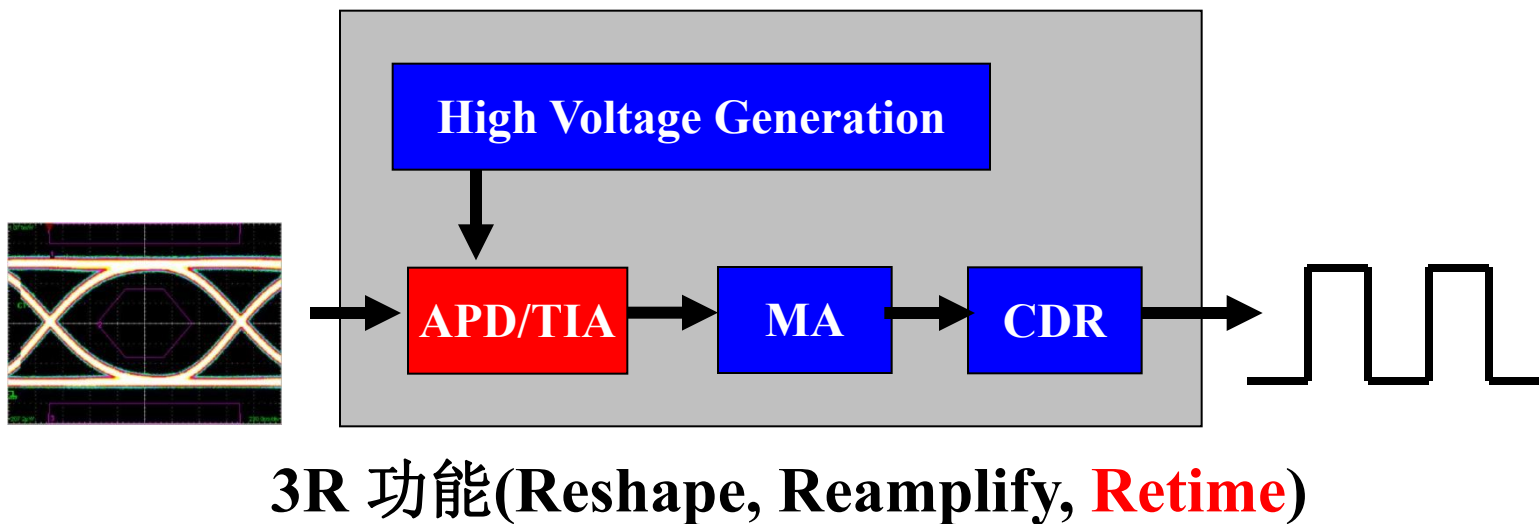 High Voltage Generation
APD/TIA
MA
CDR
3R 功能(Reshape, Reamplify, Retime)